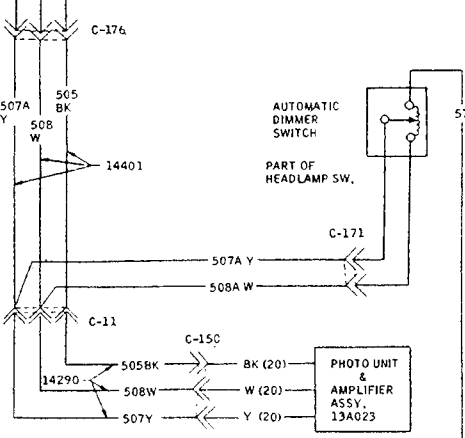 C-176
507A
Y
508
W
505
BK
14401
AUTOMATIC
DIMMER
SWITCH
PART OF
HEADLAMP SW.
C-171
507A Y
508A W
C-11
C-150
14290
505BK
BK (20)
508W
W (20)
507Y
Y (20)
PHOTO UNIT
&
AMPLIFIER
ASSY.
13A023